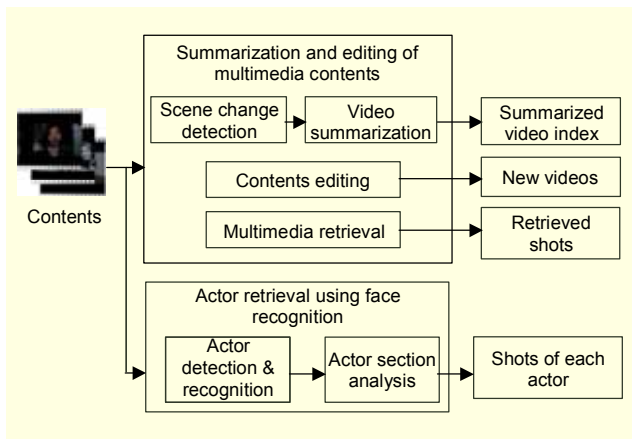 Summarization and editing of
multimedia contents
Scene change
detection
Video
summarization
Summarized
video index
Contents editing
New videos
Multimedia retrieval
Retrieved
shots
Contents
Actor retrieval using face
recognition
Actor
detection &
recognition
Actor section
analysis
Shots of each
actor